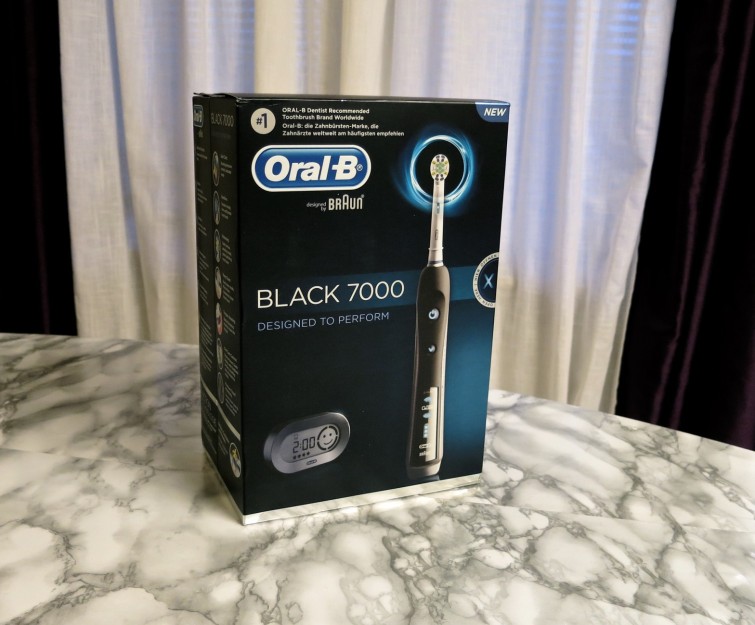 #1
ORAL-B Dentist Recommended
Toothbrush Brand Worldwide
Oral-B: die Zahnbürsten-Marke, die
Zahnärzte weltweit am häufigsten empfehlen
NEW
Oral-B®
designed by BRAUN
BLACK 7000
DESIGNED TO PERFORM
2:00
Oral-B
BLACK 7000